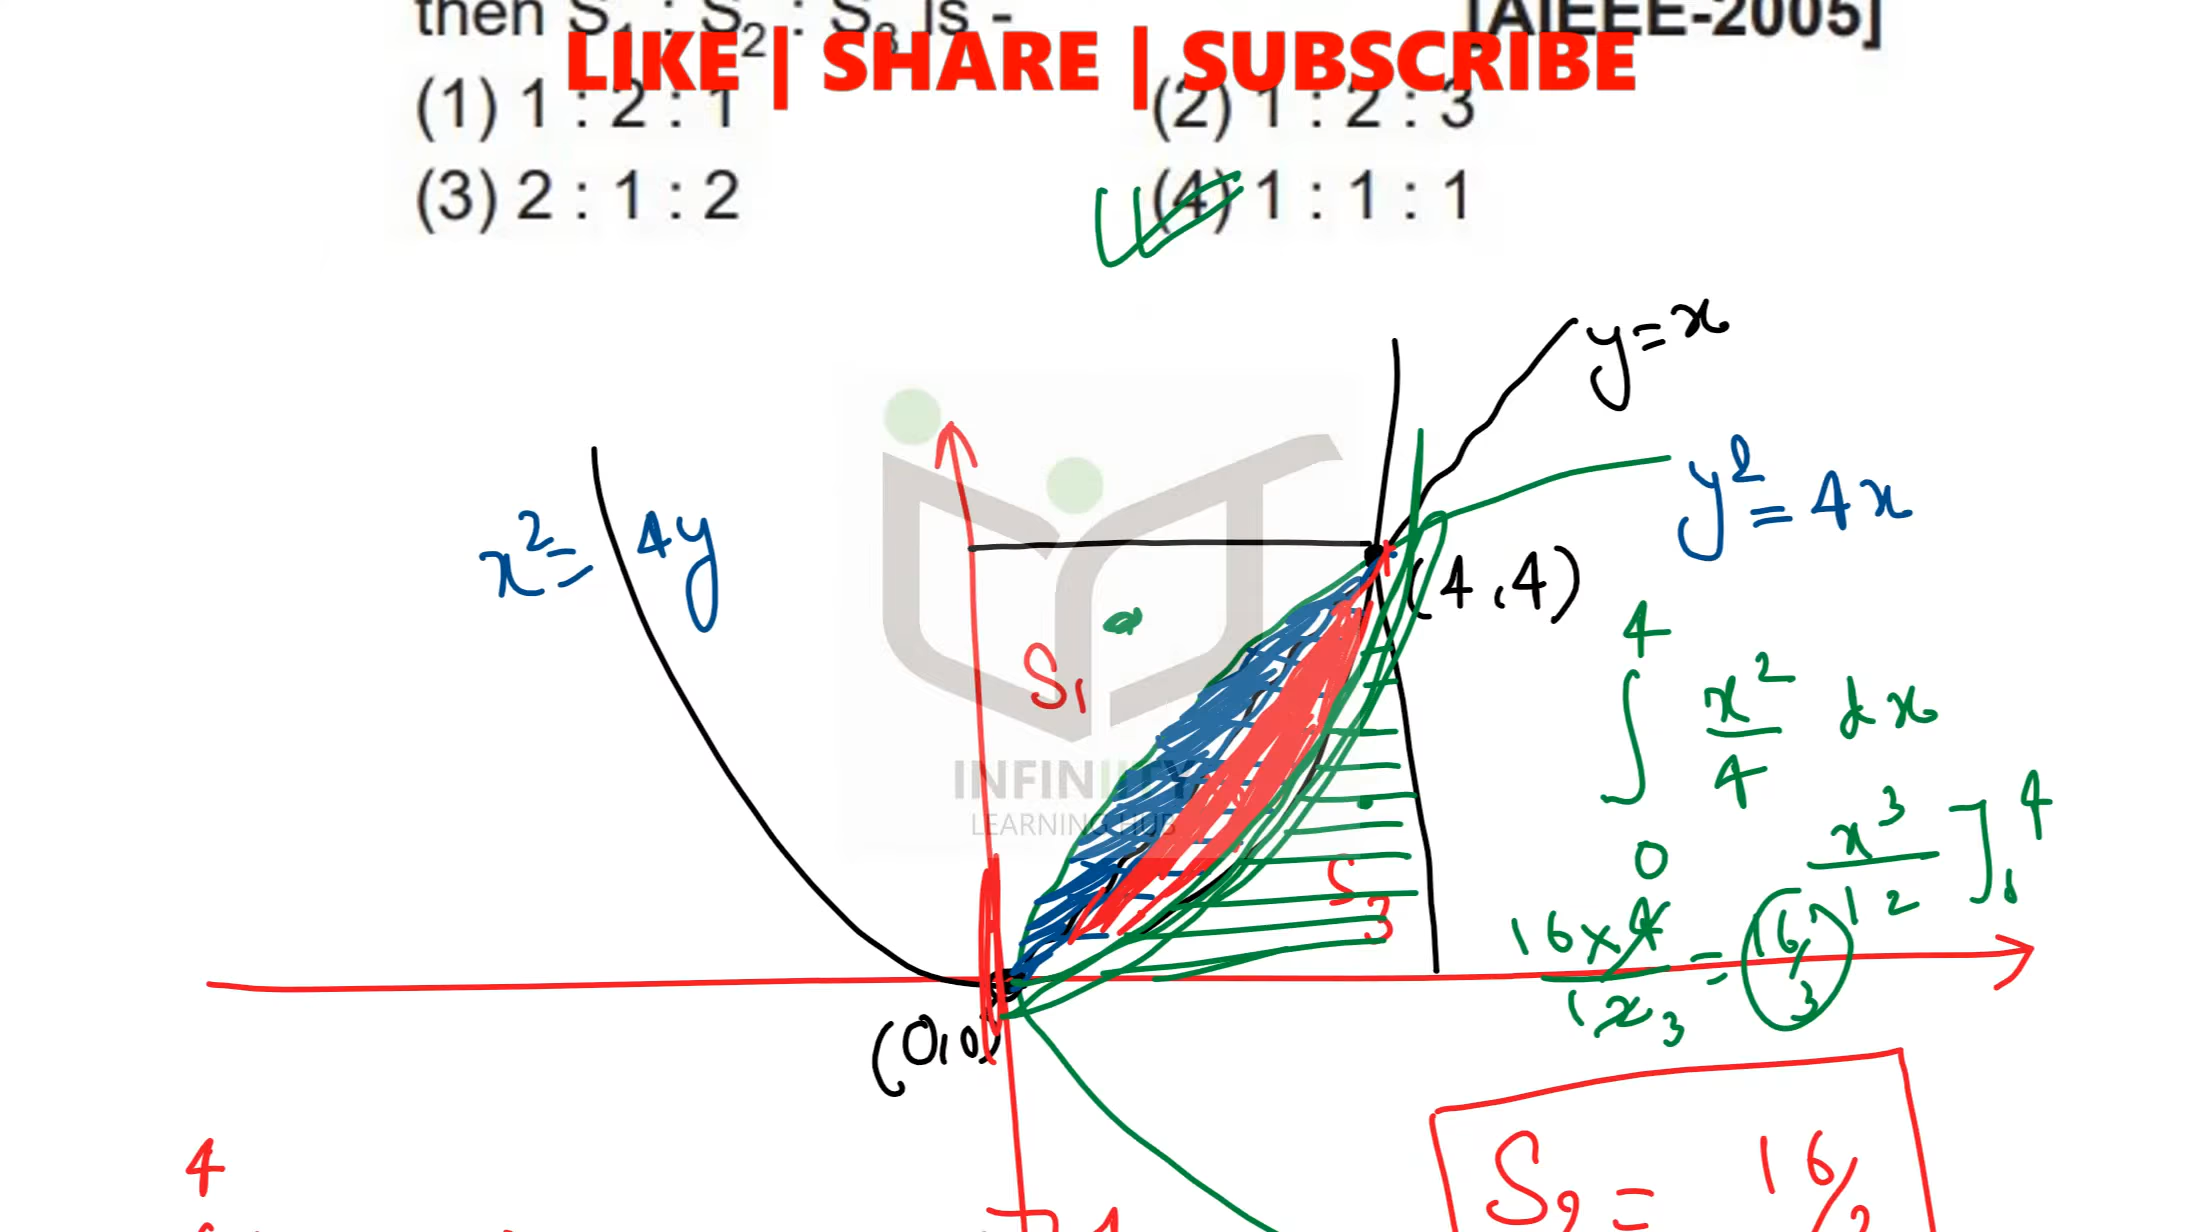 then S1 : S2 : S3 is - [AIEEE-2005]
LIKE | SHARE | SUBSCRIBE
(1) 1 : 2 : 1 (2) 1 : 2 : 3
(3) 2 : 1 : 2 (4) 1 : 1 : 1
y=x
y²=4x
x²=4y
(4,4)
S1
4
∫ x²/4 dx
0
x³/12 ]₀⁴
INFINIITY
LEARNING HUB
S3
16×4/12 3 = 16/3
(0,0)
4
S2 = 16/3